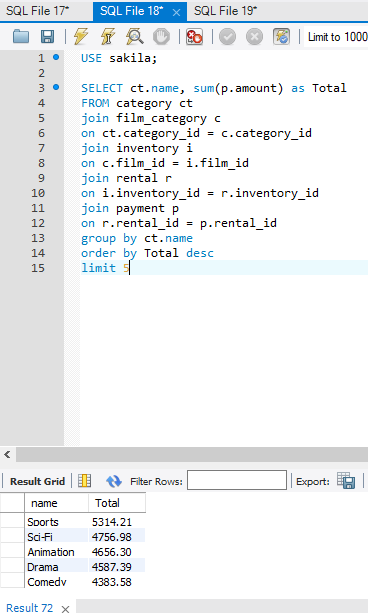 SQL File 17*
SQL File 18*
SQL File 19*
Limit to 1000
1 USE sakila;
2
3 SELECT ct.name, sum(p.amount) as Total
4 FROM category ct
5 join film_category c
6 on ct.category_id = c.category_id
7 join inventory i
8 on c.film_id = i.film_id
9 join rental r
10 on i.inventory_id = r.inventory_id
11 join payment p
12 on r.rental_id = p.rental_id
13 group by ct.name
14 order by Total desc
15 limit 5
Result Grid Filter Rows: Export:
name Total
Sports 5314.21
Sci-Fi 4756.98
Animation 4656.30
Drama 4587.39
Comedy 4383.58
Result 72